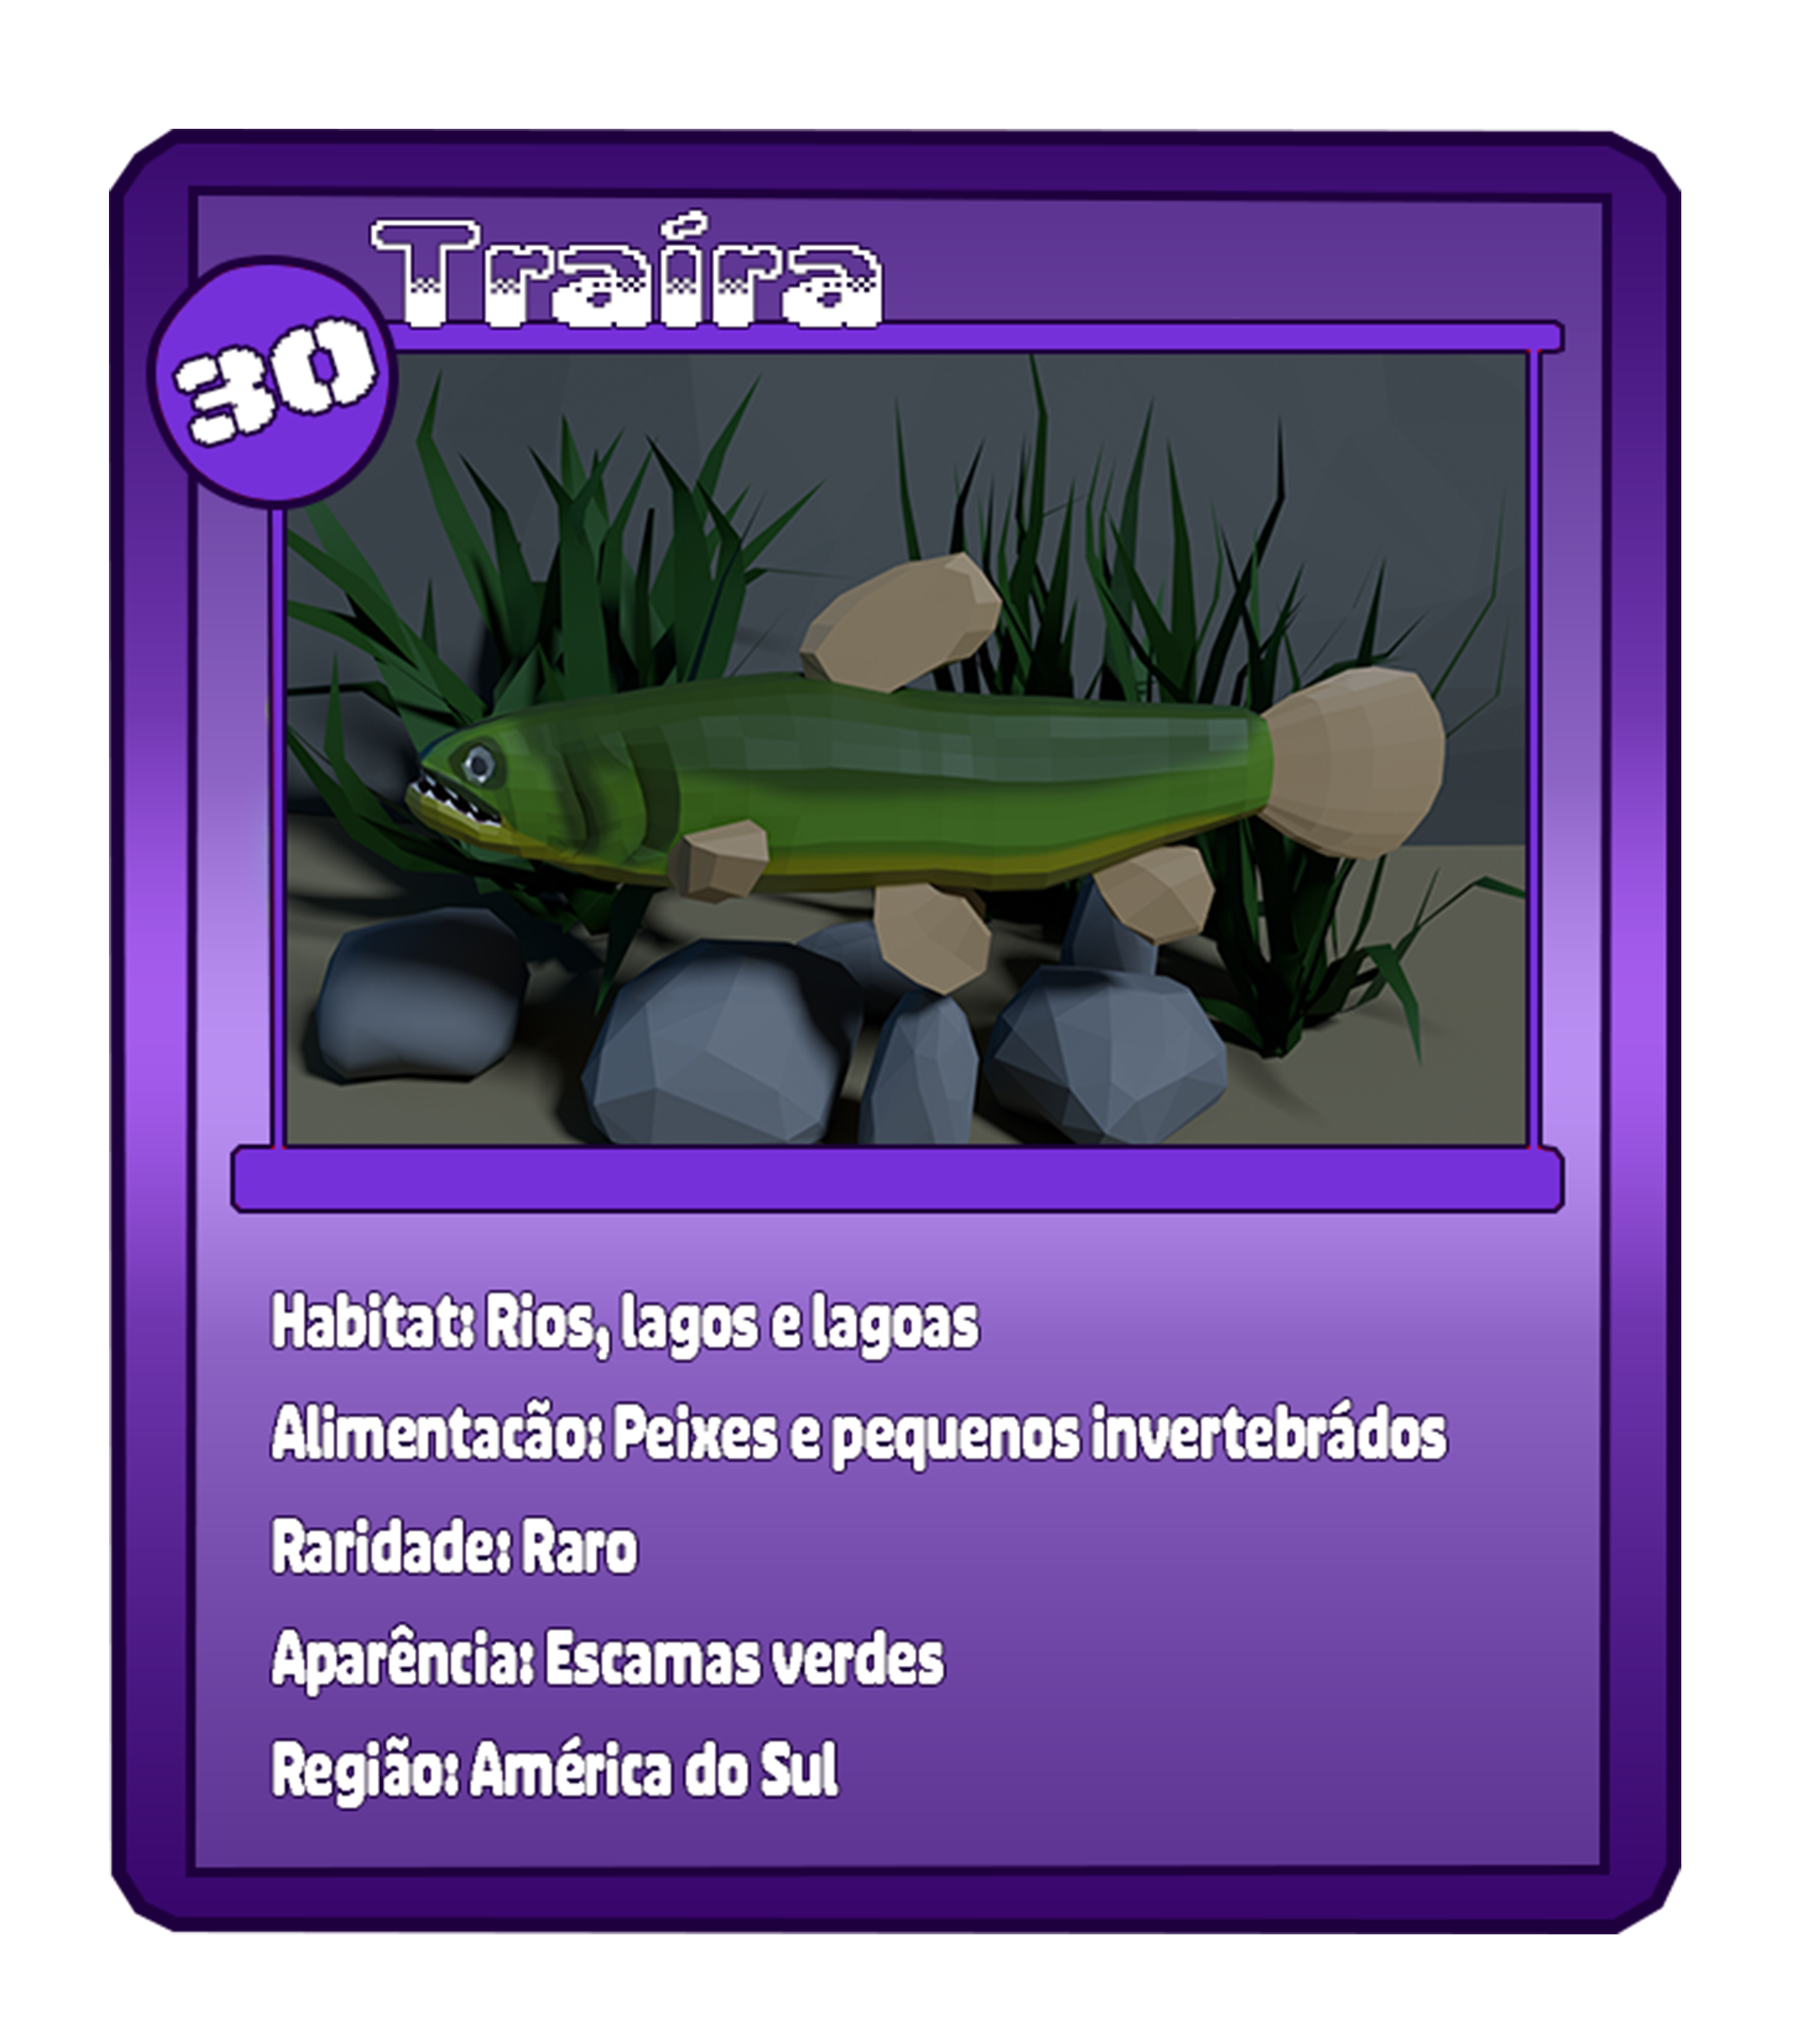 Traíra
30
Habitat: Rios, lagos e lagoas
Alimentacão: Peixes e pequenos invertebrádos
Raridade: Raro
Aparência: Escamas verdes
Região: América do Sul